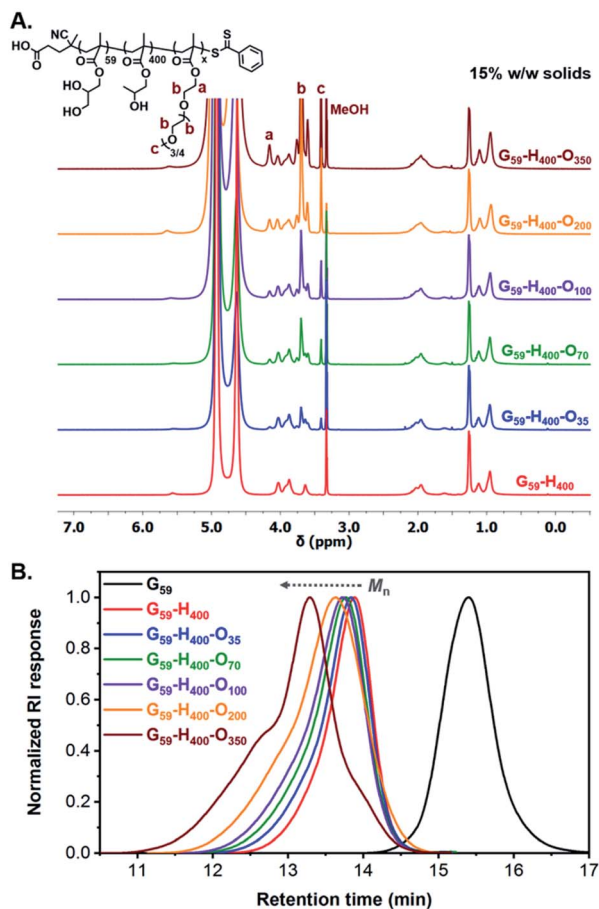 A.
NC
HO
O
59
400
x
S
S
O
O
O
O
O
O
HO
HO
OH
b
a
b
O
b
O
b
c
3/4
15% w/w solids
a
b
c
MeOH
G59-H400-O350
G59-H400-O200
G59-H400-O100
G59-H400-O70
G59-H400-O35
G59-H400
7.0 6.0 5.0 4.0 3.0 2.0 1.0 0.0
δ (ppm)
B.
Mn
G59
G59-H400
G59-H400-O35
G59-H400-O70
G59-H400-O100
G59-H400-O200
G59-H400-O350
Normalized RI response
1.0
0.8
0.6
0.4
0.2
0.0
11 12 13 14 15 16 17
Retention time (min)